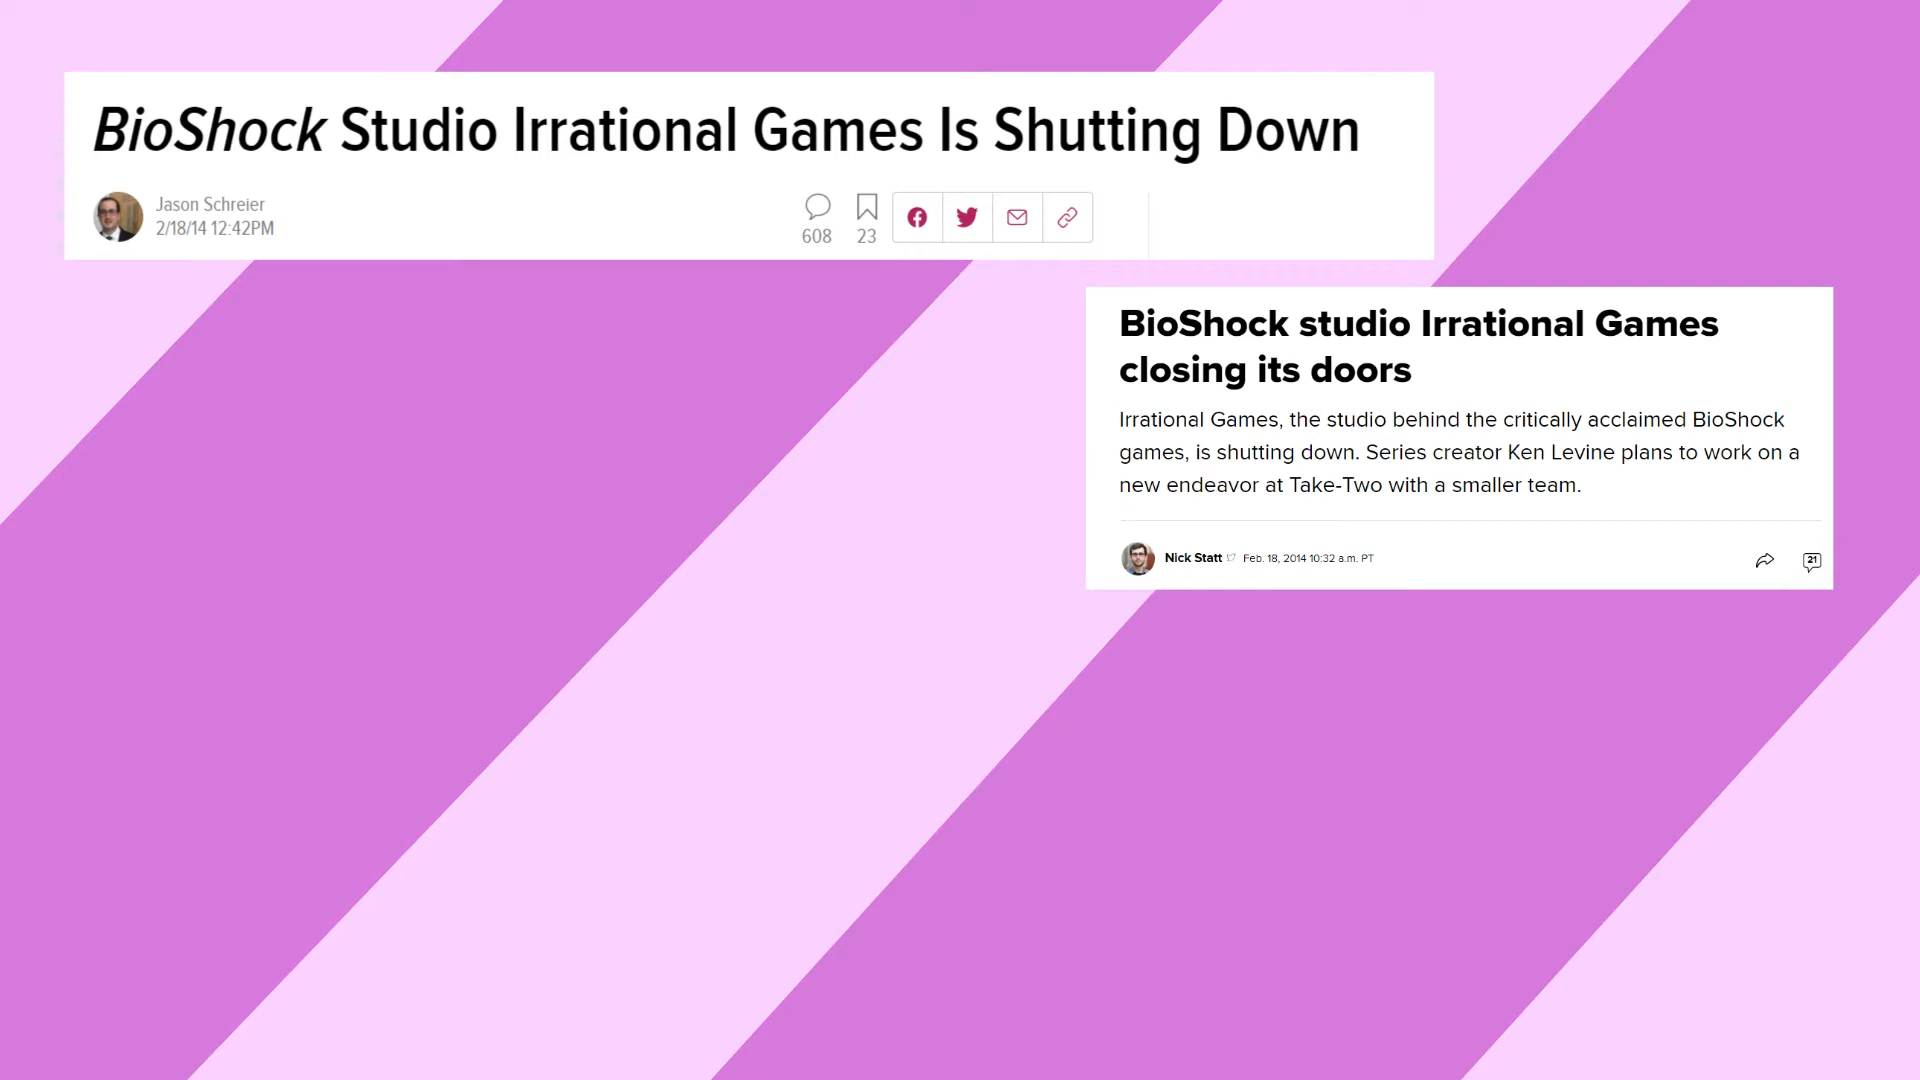 BioShock Studio Irrational Games Is Shutting Down
Jason Schreier
2/18/14 12:42PM
608
23
BioShock studio Irrational Games
closing its doors
Irrational Games, the studio behind the critically acclaimed BioShock
games, is shutting down. Series creator Ken Levine plans to work on a
new endeavor at Take-Two with a smaller team.
Nick Statt Feb. 18, 2014 10:32 a.m. PT
21